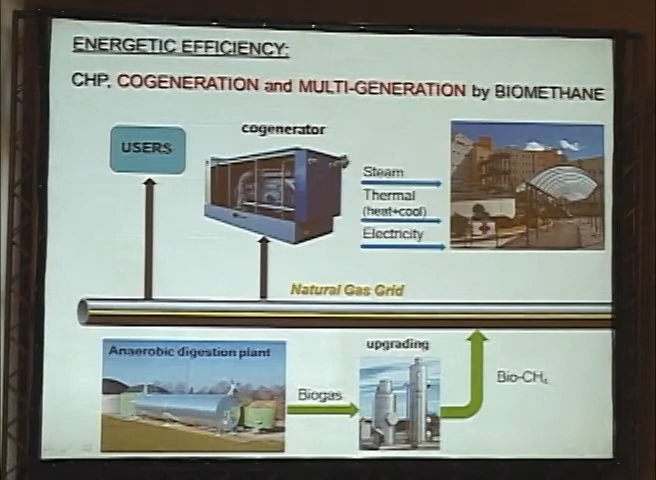 ENERGETIC EFFICIENCY:
CHP, COGENERATION and MULTI-GENERATION by BIOMETHANE
cogenerator
USERS
Steam
Thermal
(heat+cool)
Electricity
Natural Gas Grid
Anaerobic digestion plant
upgrading
Biogas
Bio-CH₄